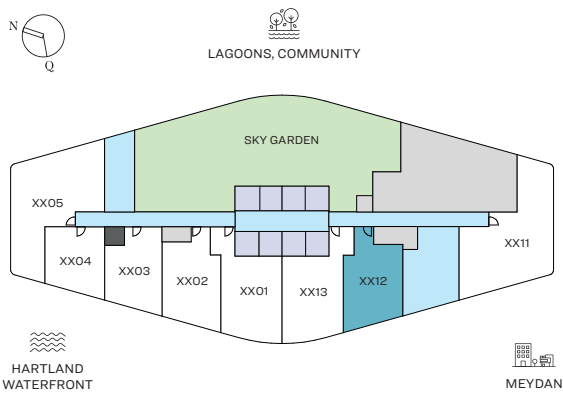 N
Q
LAGOONS, COMMUNITY
SKY GARDEN
XX05
XX11
XX04
XX03
XX02
XX01
XX13
XX12
HARTLAND
WATERFRONT
MEYDAN